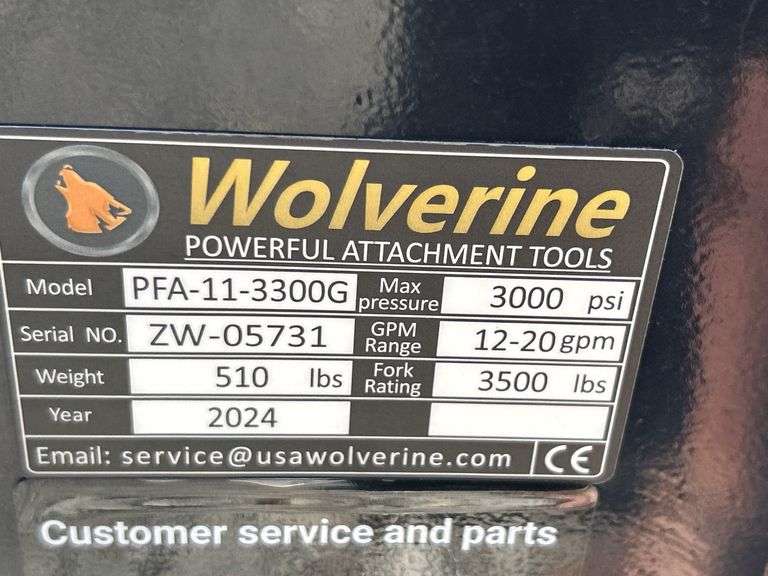 Wolverine
POWERFUL ATTACHMENT TOOLS
Model PFA-11-3300G Max pressure 3000 psi
Serial NO. ZW-05731 GPM Range 12-20 gpm
Weight 510 lbs Fork Rating 3500 lbs
Year 2024
Email: service@usawolverine.com CE
Customer service and parts